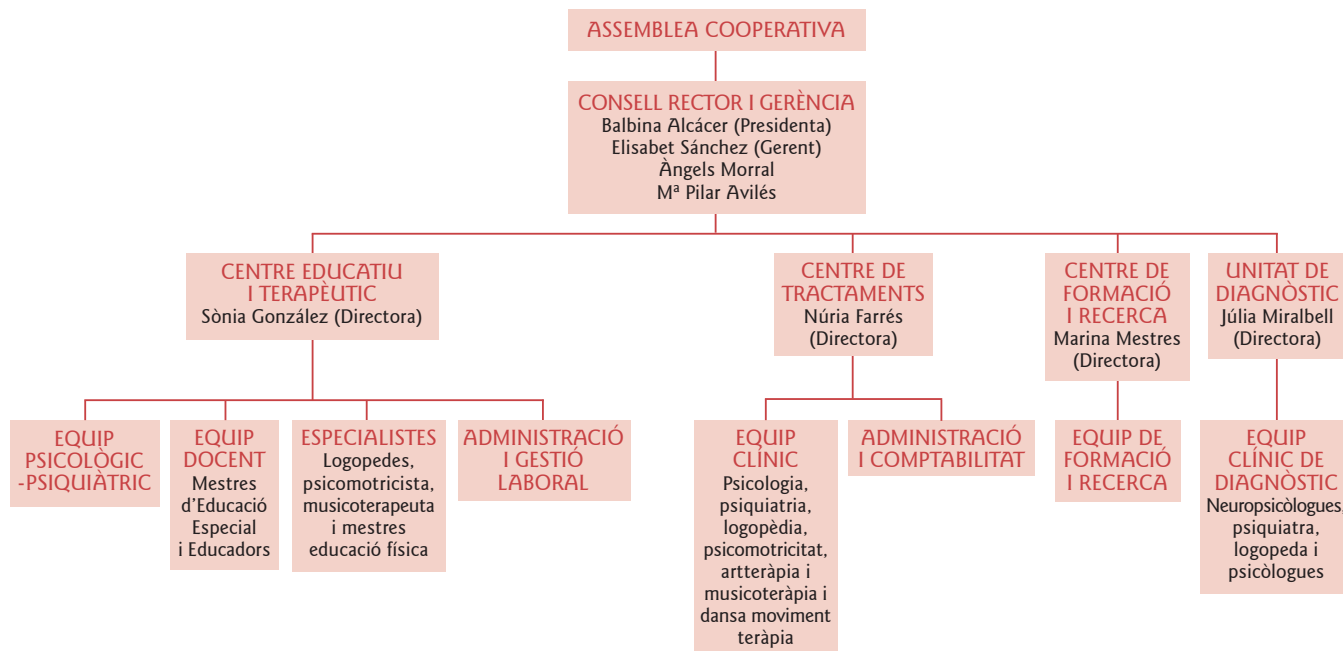 ASSEMBLEA COOPERATIVA
CONSELL RECTOR I GERÈNCIA
Balbina Alcácer (Presidenta)
Elisabet Sánchez (Gerent)
Àngels Morral
Mª Pilar Avilés
CENTRE EDUCATIU
I TERAPÈUTIC
Sònia González (Directora)
CENTRE DE
TRACTAMENTS
Núria Farrés
(Directora)
CENTRE DE
FORMACIÓ
I RECERCA
Marina Mestres
(Directora)
UNITAT DE
DIAGNÒSTIC
Júlia Miralbell
(Directora)
EQUIP
PSICOLÒGIC
-PSIQUIÀTRIC
EQUIP
DOCENT
Mestres
d'Educació
Especial
i Educadors
ESPECIALISTES
Logopedes,
psicomotricista,
musicoterapeuta
i mestres
educació física
ADMINISTRACIÓ
I GESTIÓ
LABORAL
EQUIP
CLÍNIC
Psicologia,
psiquiatria,
logopèdia,
psicomotricitat,
artteràpia i
musicoteràpia i
dansa moviment
teràpia
ADMINISTRACIÓ
I COMPTABILITAT
EQUIP DE
FORMACIÓ
I RECERCA
EQUIP
CLÍNIC DE
DIAGNÒSTIC
Neuropsicòlogues,
psiquiatra,
logopeda i
psicòlogues